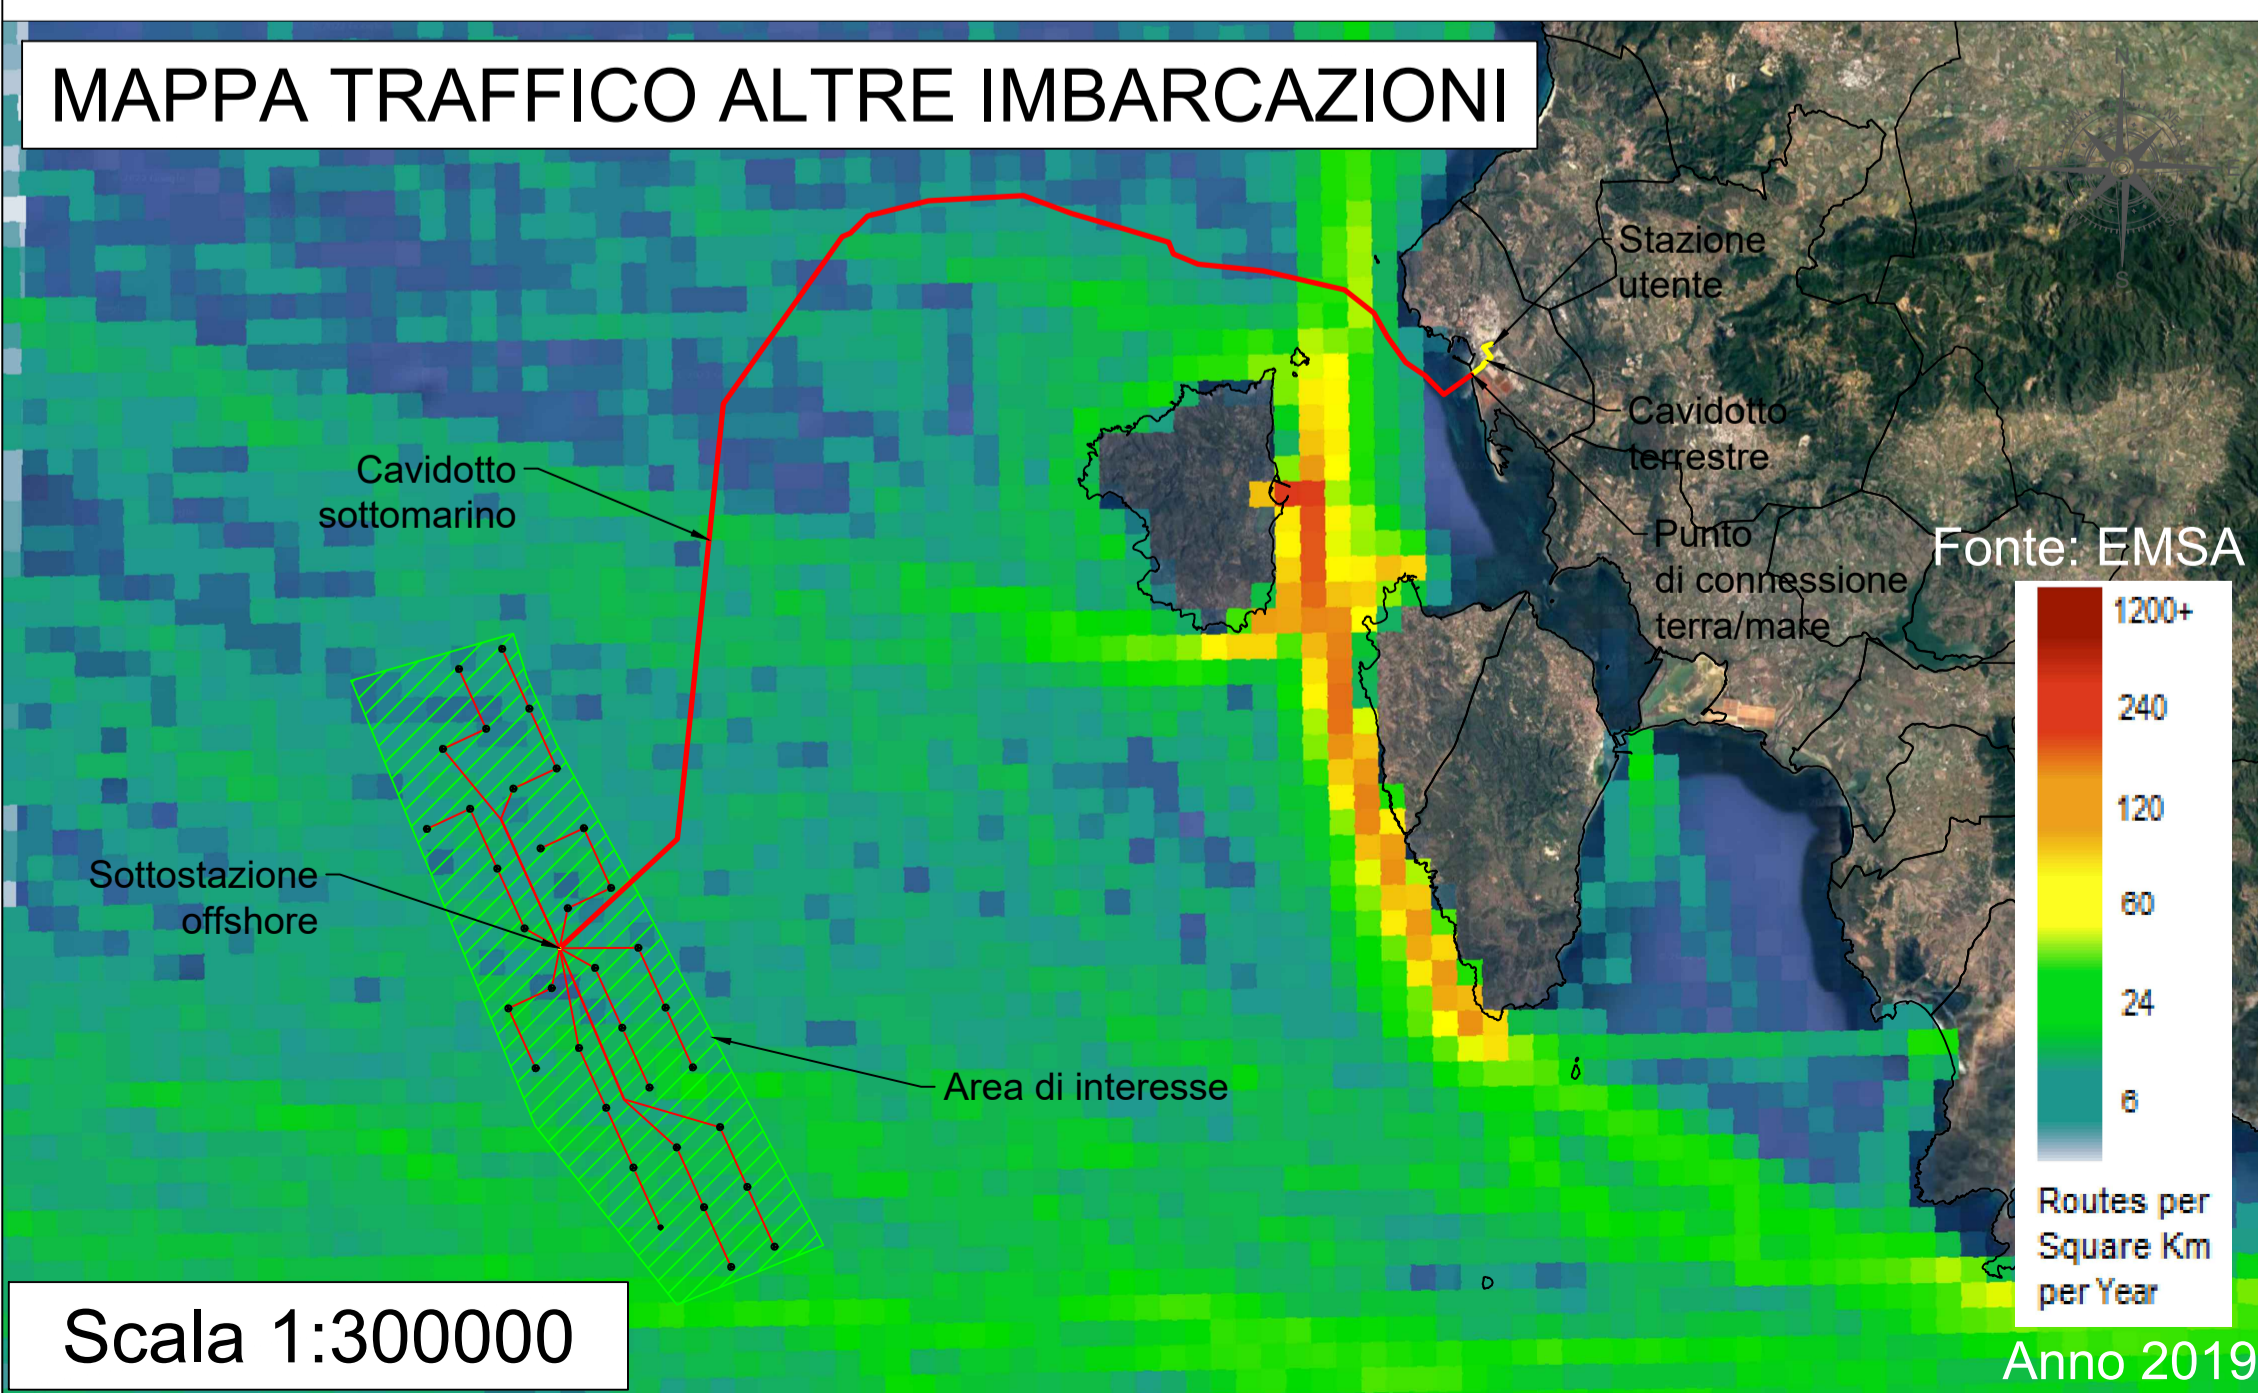 MAPPA TRAFFICO ALTRE IMBARCAZIONI
N
S
Stazione
utente
Cavidotto
terrestre
Cavidotto
sottomarino
Punto
di connessione
terra/mare
Fonte: EMSA
1200+
240
120
60
24
6
Routes per
Square Km
per Year
Sottostazione
offshore
Area di interesse
Scala 1:300000
Anno 2019